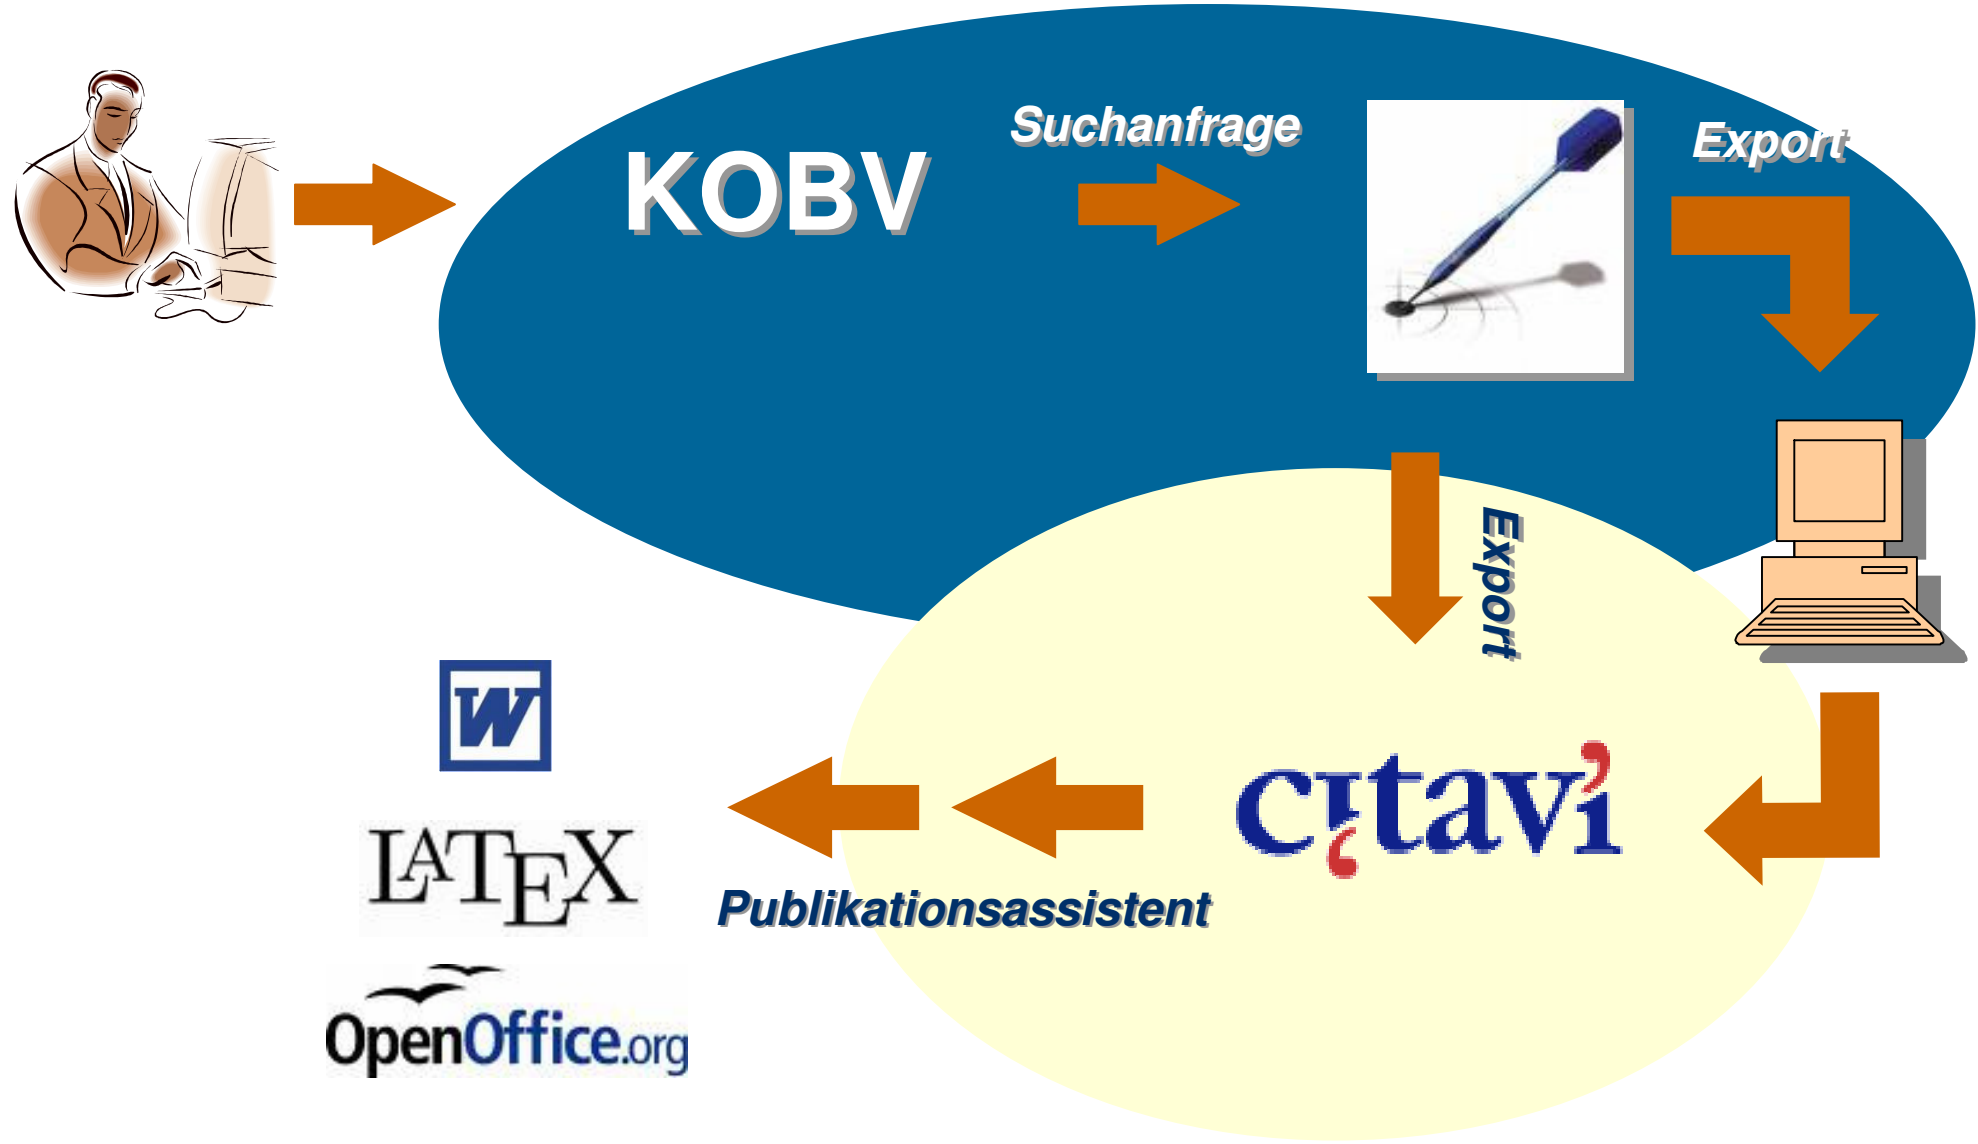 Suchanfrage
Export
KOBV
Export
W
LATEX
citavi
Publikationsassistent
OpenOffice.org